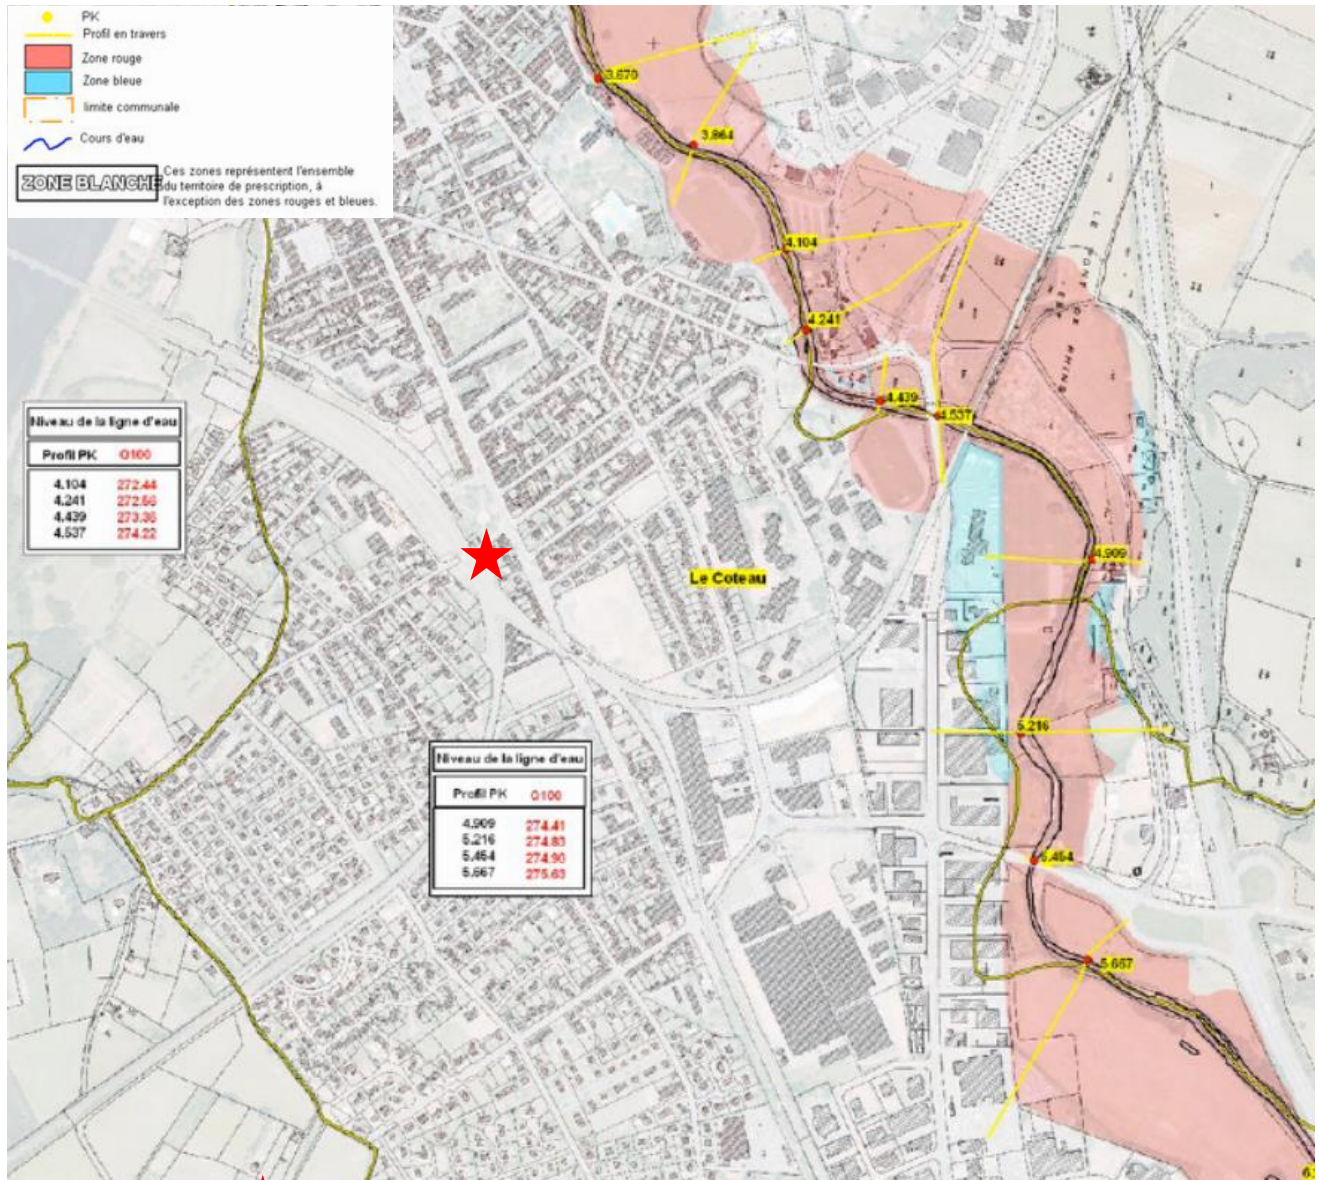 PK
Profil en travers
Zone rouge
Zone bleue
limite communale
Cours d'eau
ZONE BLANCHE
Ces zones représentent l'ensemble
du territoire de prescription, à
l'exception des zones rouges et bleues.
3.670
3.864
4.104
4.241
4.439
4.537
LE PONT DE RHINS
Niveau de la ligne d'eau
Profil PK Q100
4.104 272.44
4.241 272.56
4.439 273.35
4.537 274.22
4.909
Le Coteau
5.216
Niveau de la ligne d'eau
Profil PK Q100
4.909 274.41
5.216 274.83
5.454 274.90
5.667 275.63
5.454
5.667